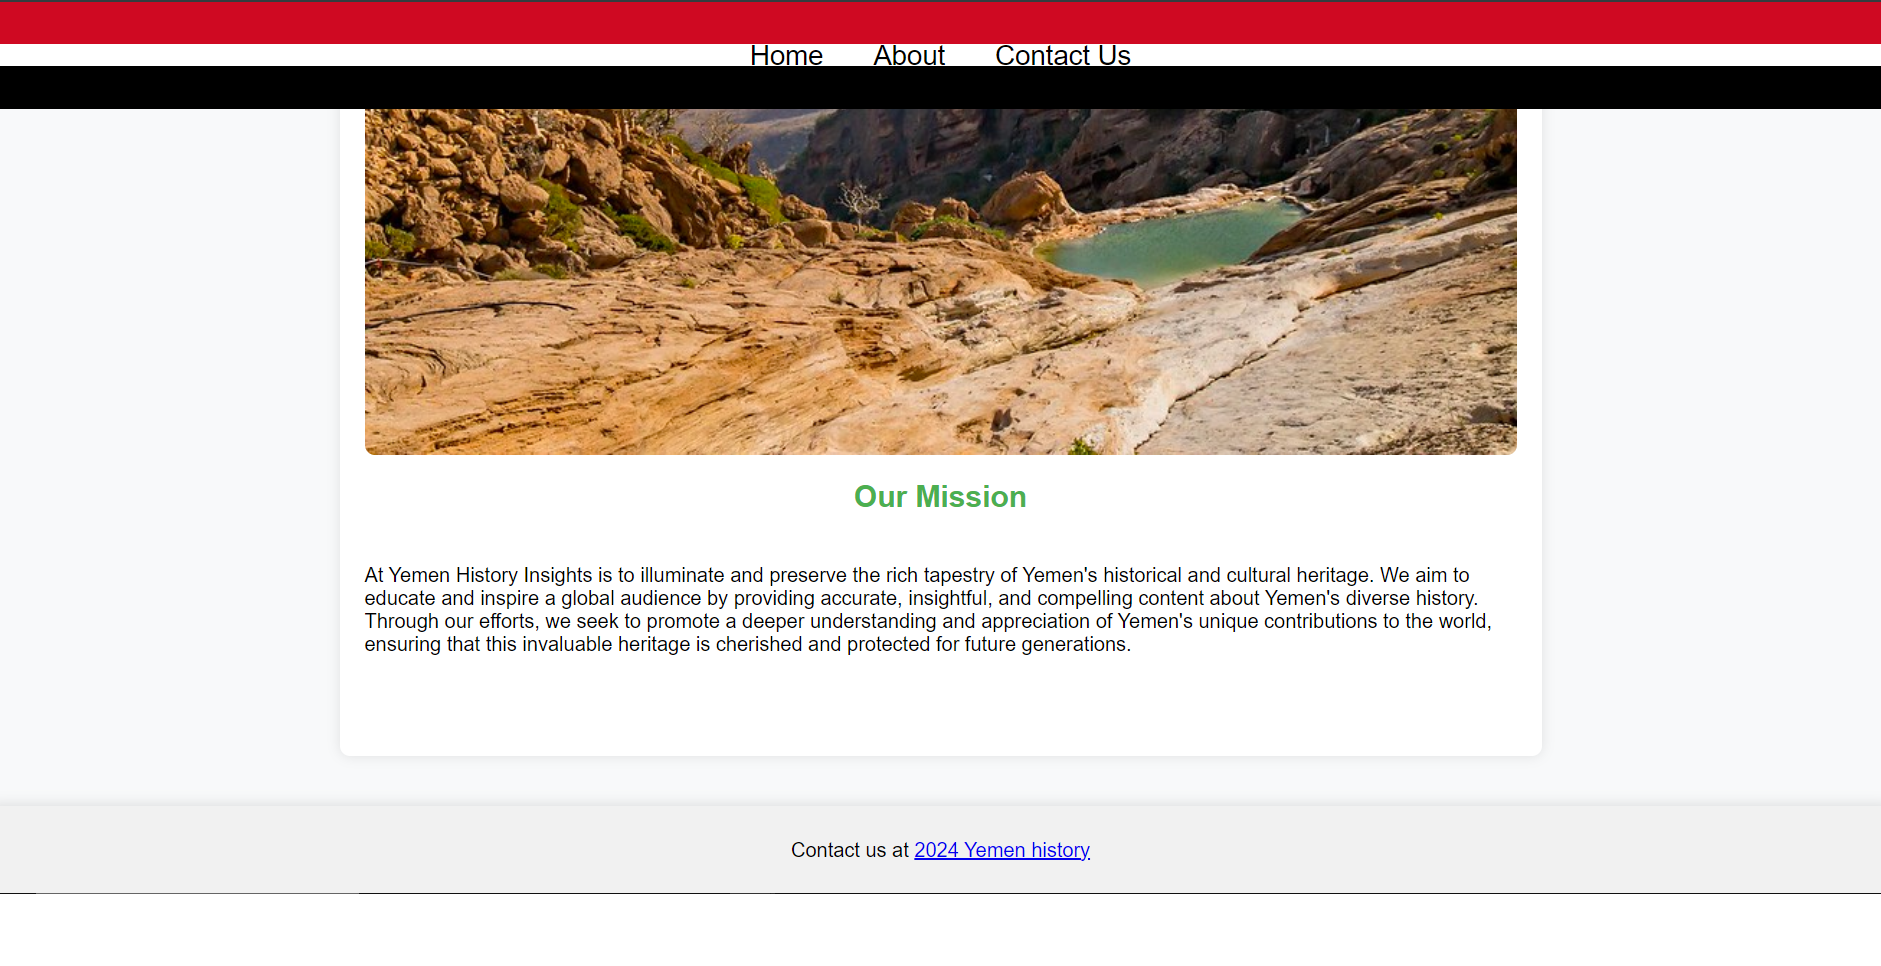 Home About Contact Us
Our Mission
At Yemen History Insights is to illuminate and preserve the rich tapestry of Yemen's historical and cultural heritage. We aim to
educate and inspire a global audience by providing accurate, insightful, and compelling content about Yemen's diverse history.
Through our efforts, we seek to promote a deeper understanding and appreciation of Yemen's unique contributions to the world,
ensuring that this invaluable heritage is cherished and protected for future generations.
Contact us at 2024 Yemen history